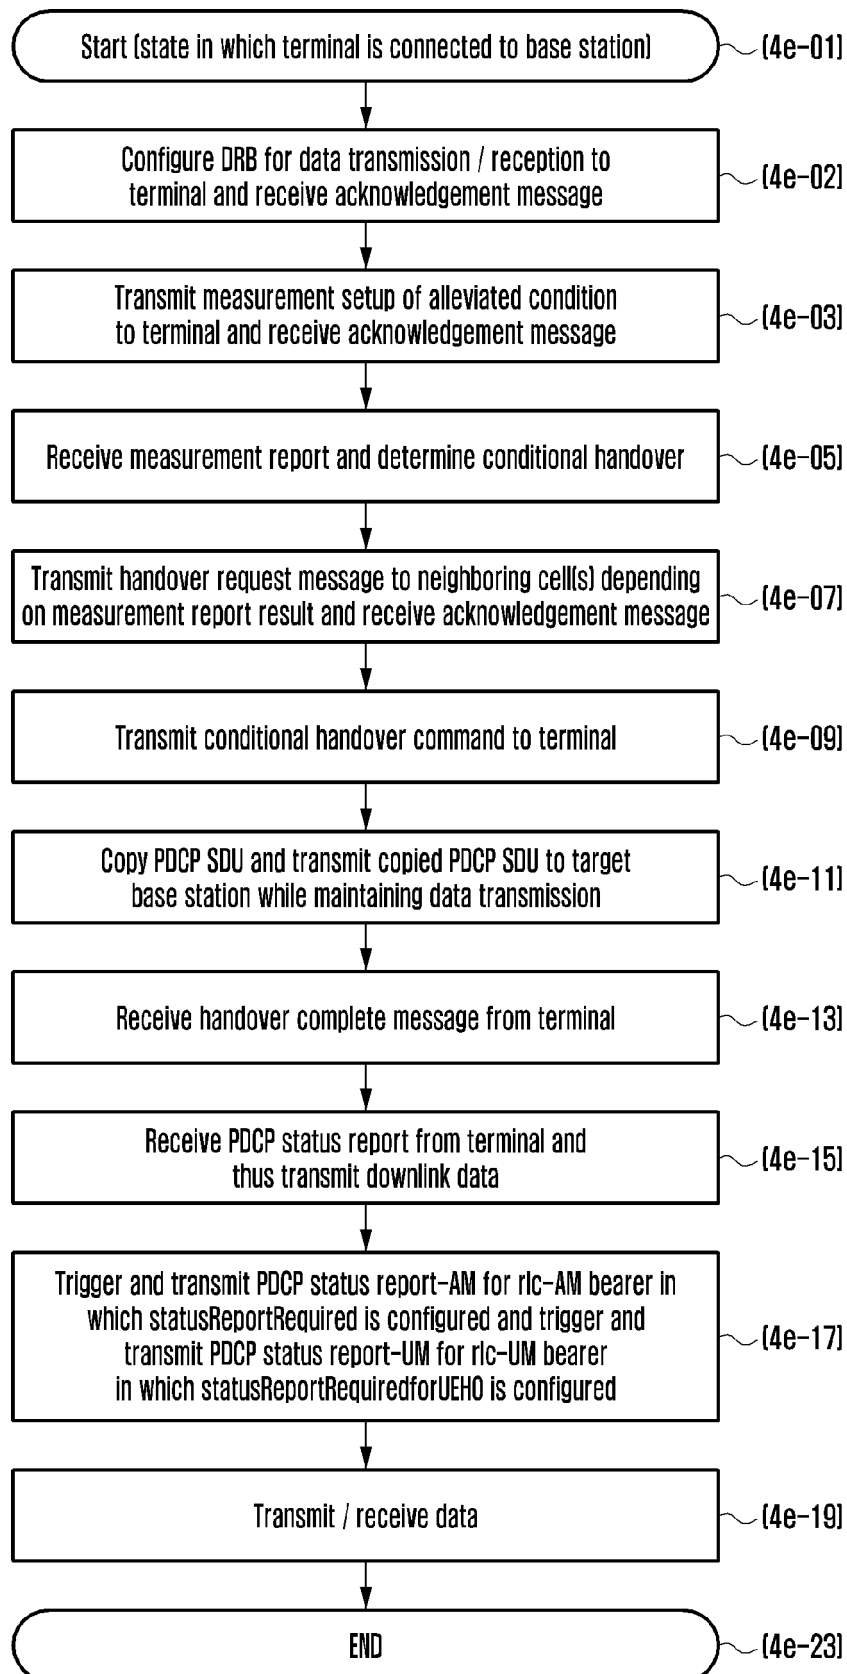 Start (state in which terminal is connected to base station)
(4e-01)
Configure DRB for data transmission / reception to
terminal and receive acknowledgement message
(4e-02)
Transmit measurement setup of alleviated condition
to terminal and receive acknowledgement message
(4e-03)
Receive measurement report and determine conditional handover
(4e-05)
Transmit handover request message to neighboring cell(s) depending
on measurement report result and receive acknowledgement message
(4e-07)
Transmit conditional handover command to terminal
(4e-09)
Copy PDCP SDU and transmit copied PDCP SDU to target
base station while maintaining data transmission
(4e-11)
Receive handover complete message from terminal
(4e-13)
Receive PDCP status report from terminal and
thus transmit downlink data
(4e-15)
Trigger and transmit PDCP status report-AM for rlc-AM bearer in
which statusReportRequired is configured and trigger and
transmit PDCP status report-UM for rlc-UM bearer
in which statusReportRequiredforUEHO is configured
(4e-17)
Transmit / receive data
(4e-19)
END
(4e-23)